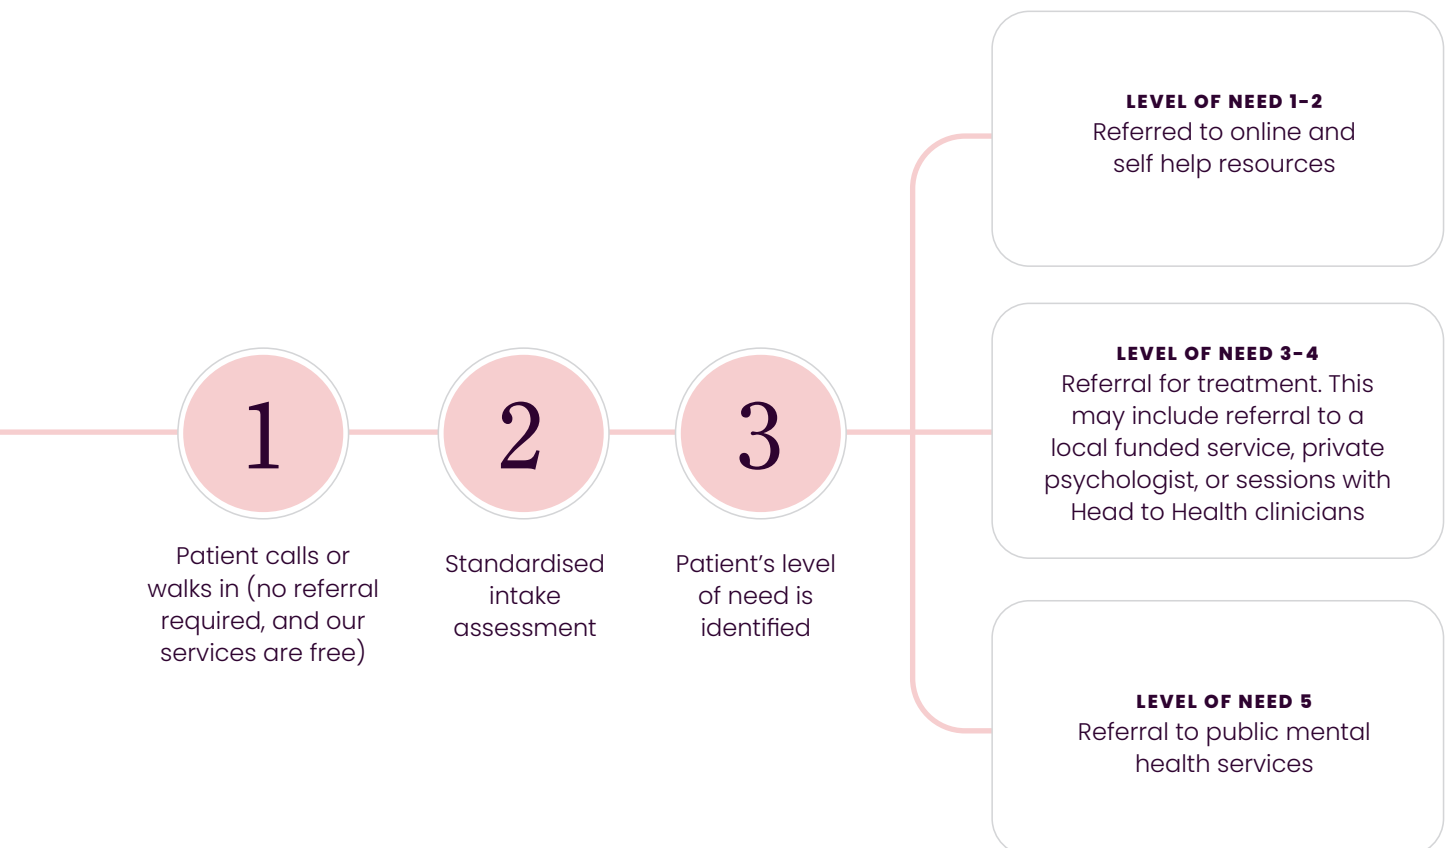 1
Patient calls or
walks in (no referral
required, and our
services are free)
2
Standardised
intake
assessment
3
Patient’s level
of need is
identified
LEVEL OF NEED 1-2
Referred to online and
self help resources
LEVEL OF NEED 3-4
Referral for treatment. This
may include referral to a
local funded service, private
psychologist, or sessions with
Head to Health clinicians
LEVEL OF NEED 5
Referral to public mental
health services